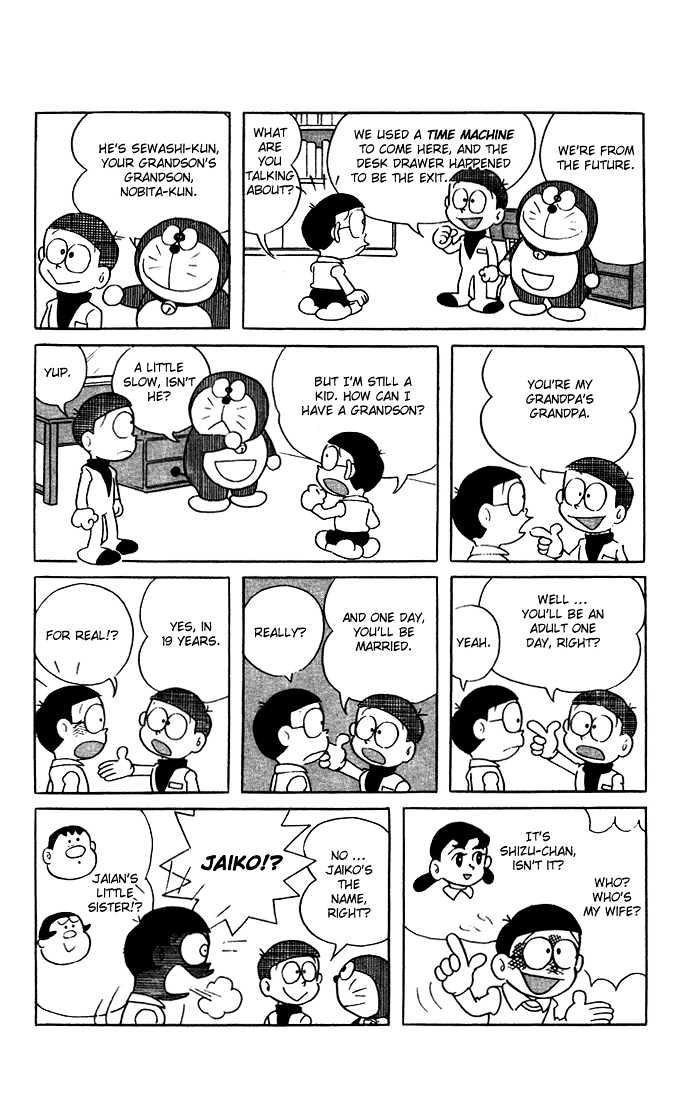 WE'RE FROM
THE FUTURE.
WE USED A TIME MACHINE
TO COME HERE, AND THE
DESK DRAWER HAPPENED
TO BE THE EXIT.
WHAT
ARE
YOU
TALKING
ABOUT?
HE'S SEWASHI-KUN,
YOUR GRANDSON'S
GRANDSON,
NOBITA-KUN.
YOU'RE MY
GRANDPA'S
GRANDPA.
BUT I'M STILL A
KID. HOW CAN I
HAVE A GRANDSON?
A LITTLE
SLOW, ISN'T
HE?
YUP.
WELL ...
YOU'LL BE AN
ADULT ONE
DAY, RIGHT?
YEAH.
AND ONE DAY,
YOU'LL BE
MARRIED.
REALLY?
YES, IN
19 YEARS.
FOR REAL!?
WHO?
WHO'S
MY WIFE?
IT'S
SHIZU-CHAN,
ISN'T IT?
NO ...
JAIKO'S
THE
NAME,
RIGHT?
JAIKO!?
JAIAN'S
LITTLE
SISTER!?